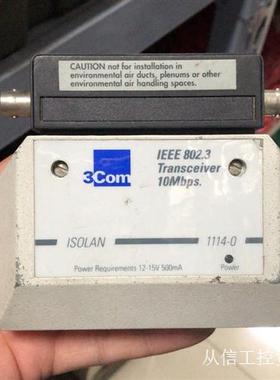 CAUTION not for installation in
environmental air ducts, plenums or other
environmental air handling spaces.
3Com
IEEE 802.3
Transceiver
10Mbps.
ISOLAN
1114-0
Power Requirements 12-15V 500mA
Power
从信工控